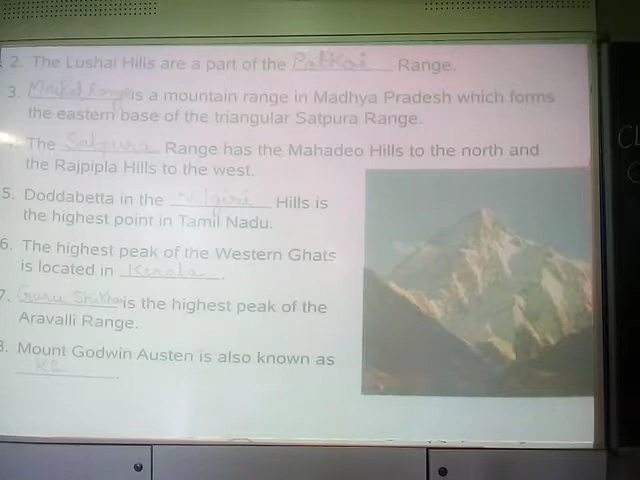 2. The Lushai Hills are a part of the Patkai Range.
3. Maikal Range is a mountain range in Madhya Pradesh which forms
the eastern base of the triangular Satpura Range.
The Satpura Range has the Mahadeo Hills to the north and
the Rajpipla Hills to the west.
5. Doddabetta in the Nilgiri Hills is
the highest point in Tamil Nadu.
6. The highest peak of the Western Ghats
is located in Kerala.
7. Guru Shikhar is the highest peak of the
Aravalli Range.
8. Mount Godwin Austen is also known as
K2.